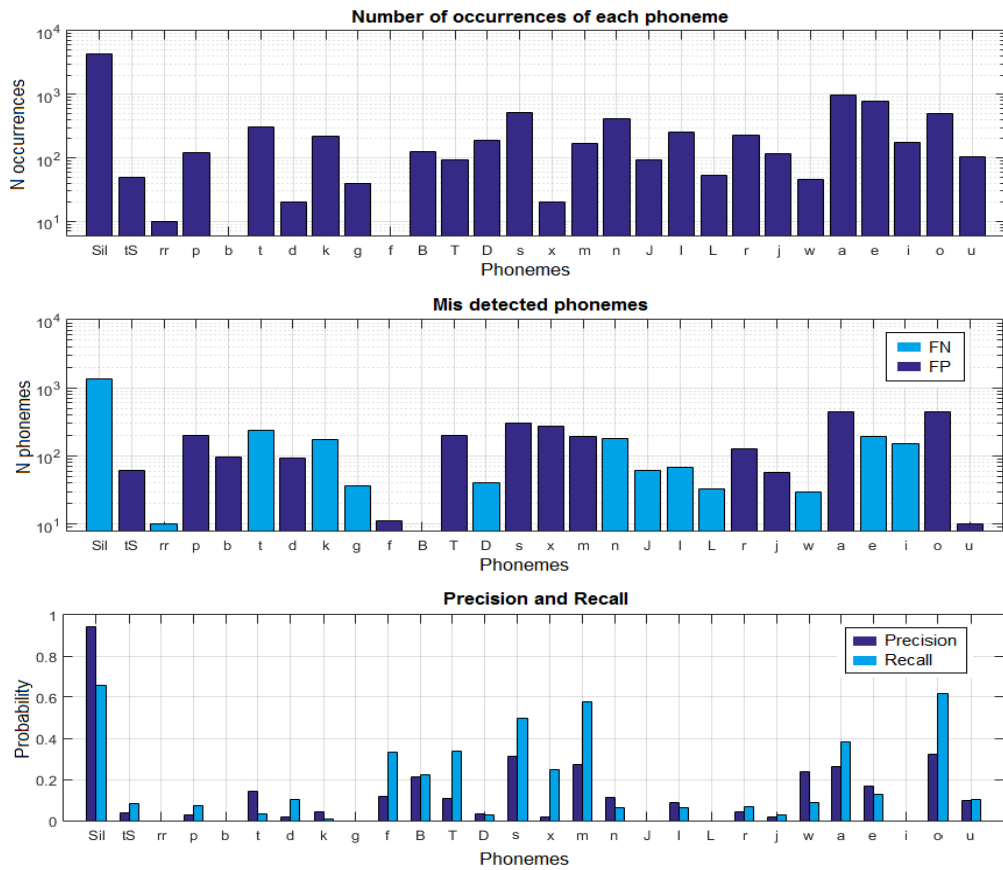 Number of occurrences of each phoneme
N occurrences
10^4
10^3
10^2
10^1
Sil tS rr p b t d k g f B T D s x m n J l L r j w a e i o u
Phonemes
Mis detected phonemes
N phonemes
10^4
10^3
10^2
10^1
FN
FP
Sil tS rr p b t d k g f B T D s x m n J l L r j w a e i o u
Phonemes
Precision and Recall
Probability
1
0.8
0.6
0.4
0.2
0
Precision
Recall
Sil tS rr p b t d k g f B T D s x m n J l L r j w a e i o u
Phonemes